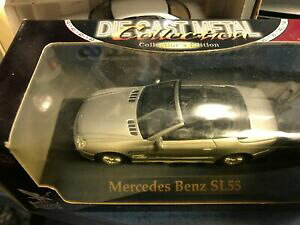 DIE-CAST METAL
Collection
Collector's Edition
Mercedes Benz SL55